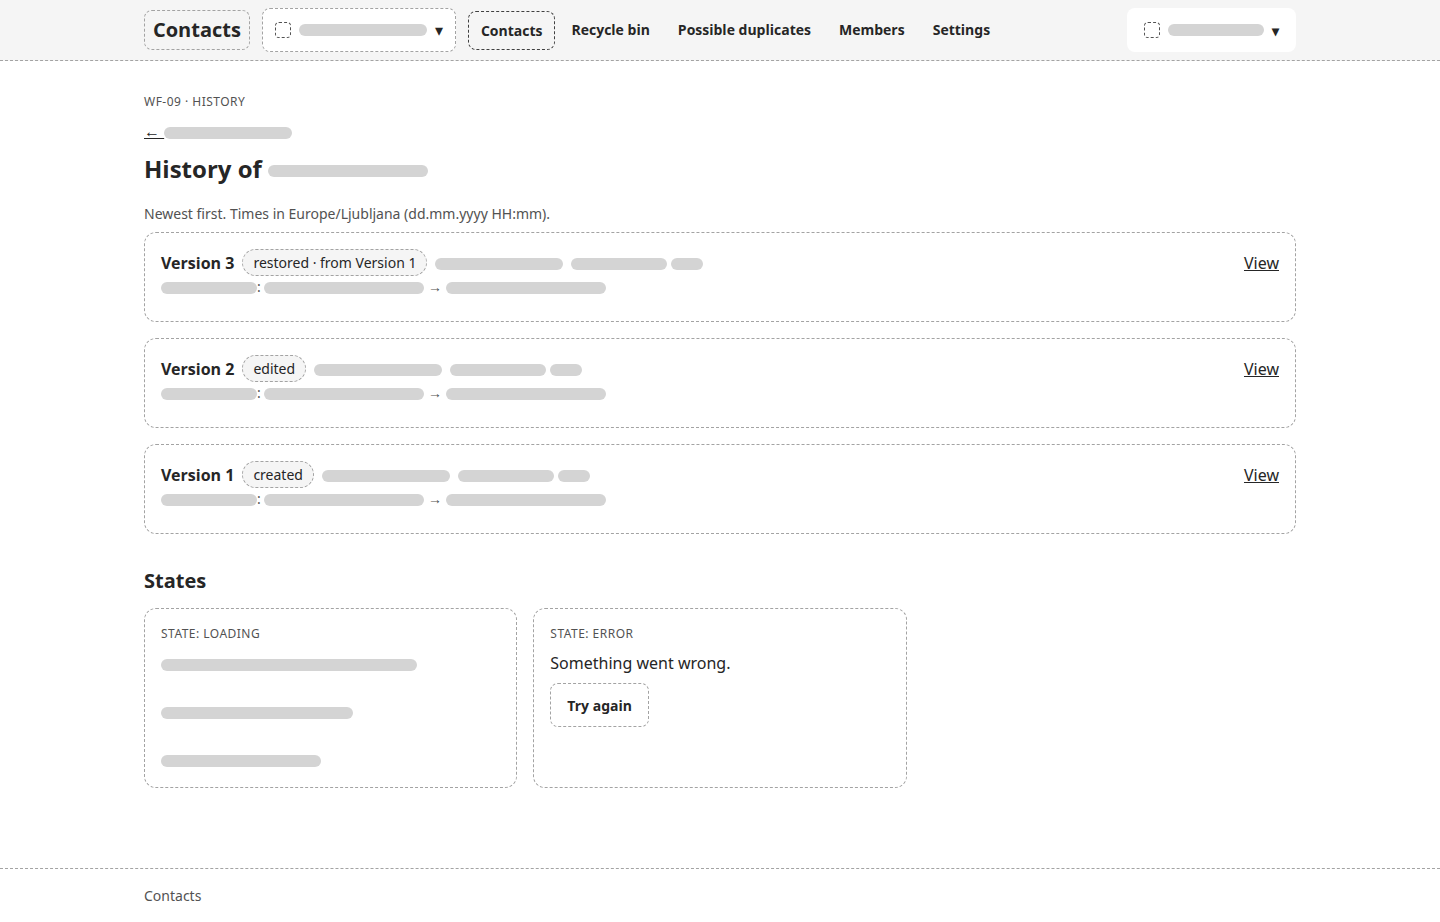 Contacts ▾ Contacts Recycle bin Possible duplicates Members Settings ▾
WF-09 · HISTORY
←
History of
Newest first. Times in Europe/Ljubljana (dd.mm.yyyy HH:mm).
Version 3 restored · from Version 1 View
: →
Version 2 edited View
: →
Version 1 created View
: →
States
STATE: LOADING
STATE: ERROR
Something went wrong.
Try again
Contacts